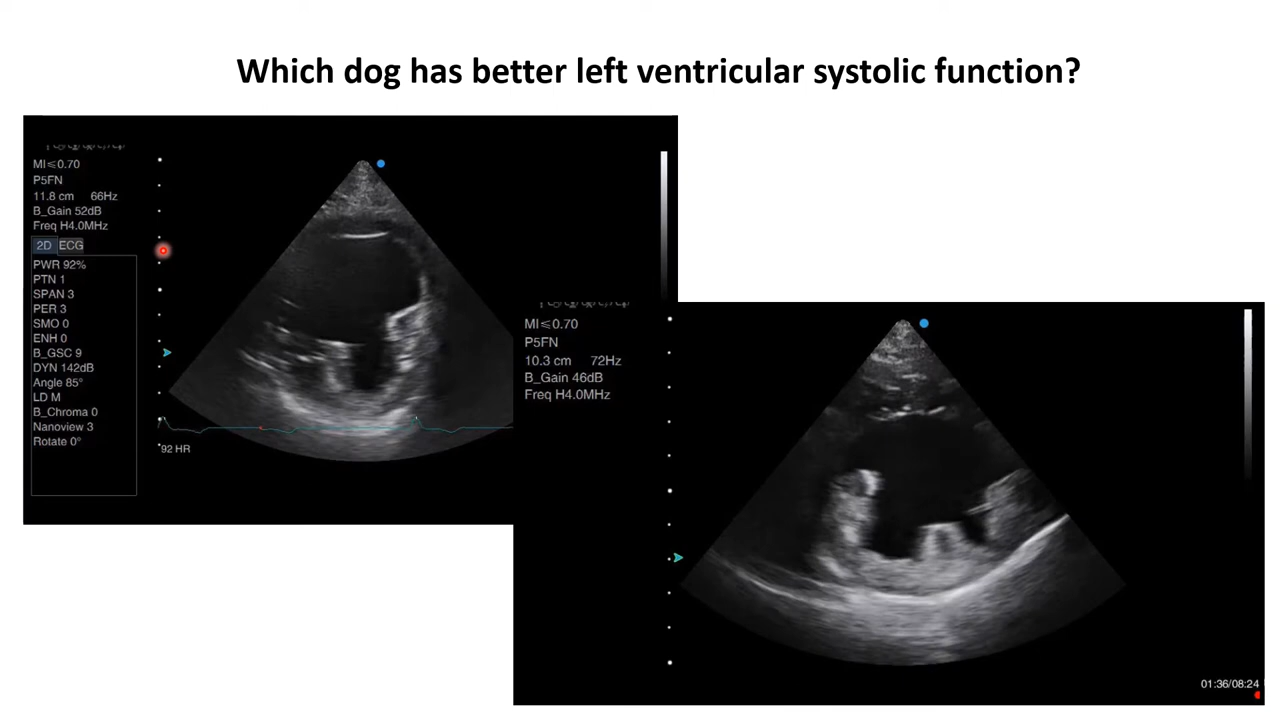 Which dog has better left ventricular systolic function?
MI≤0.70
P5FN
11.8 cm 66Hz
B_Gain 52dB
Freq H4.0MHz
2D ECG
PWR 92%
PTN 1
SPAN 3
PER 3
SMO 0
ENH 0
B_GSC 9
DYN 142dB
Angle 85°
LD M
B_Chroma 0
Nanoview 3
Rotate 0°
92 HR
MI≤0.70
P5FN
10.3 cm 72Hz
B_Gain 46dB
Freq H4.0MHz
01:36/08:24